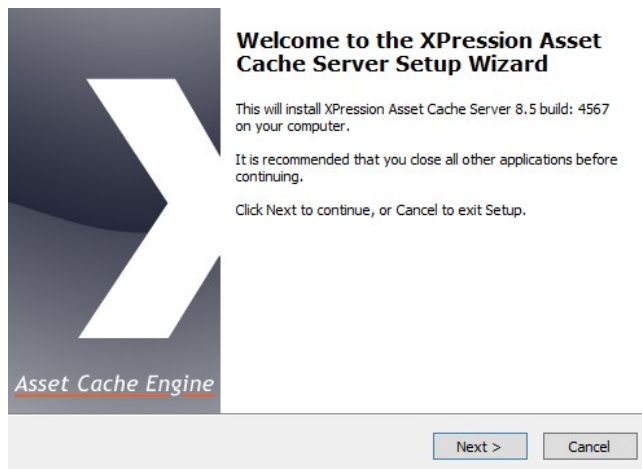 Welcome to the XPression Asset
Cache Server Setup Wizard
This will install XPression Asset Cache Server 8.5 build: 4567
on your computer.
It is recommended that you close all other applications before
continuing.
Click Next to continue, or Cancel to exit Setup.
Asset Cache Engine
Next >
Cancel